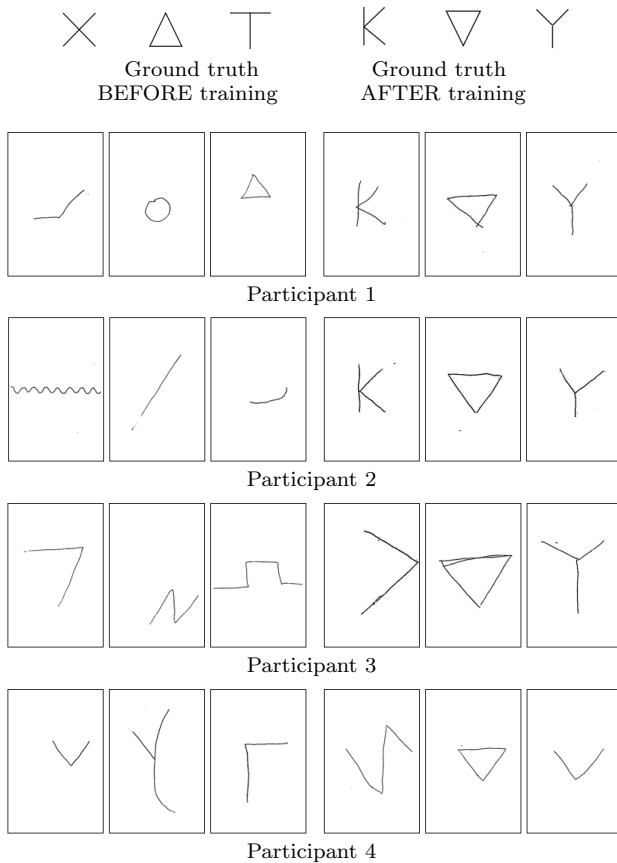 Ground truth
BEFORE training
Ground truth
AFTER training
Participant 1
Participant 2
Participant 3
Participant 4